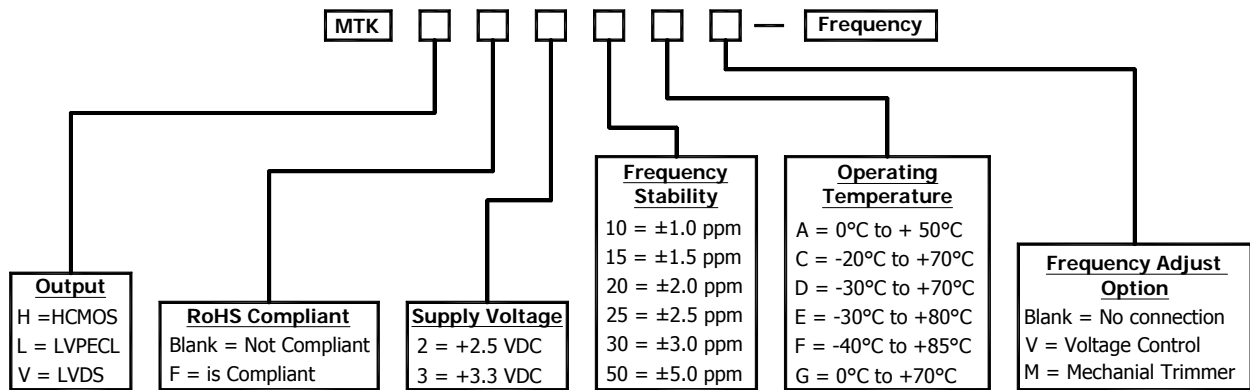 MTK — Frequency
Output
H =HCMOS
L = LVPECL
V = LVDS
RoHS Compliant
Blank = Not Compliant
F = is Compliant
Supply Voltage
2 = +2.5 VDC
3 = +3.3 VDC
Frequency
Stability
10 = ±1.0 ppm
15 = ±1.5 ppm
20 = ±2.0 ppm
25 = ±2.5 ppm
30 = ±3.0 ppm
50 = ±5.0 ppm
Operating
Temperature
A = 0°C to + 50°C
C = -20°C to +70°C
D = -30°C to +70°C
E = -30°C to +80°C
F = -40°C to +85°C
G = 0°C to +70°C
Frequency Adjust
Option
Blank = No connection
V = Voltage Control
M = Mechanial Trimmer